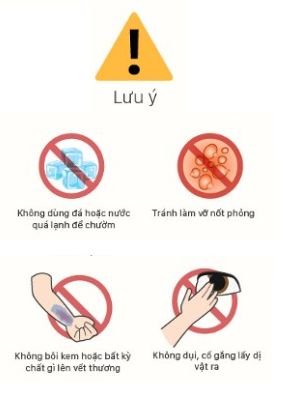 Lưu ý
Không dùng đá hoặc nước
quá lạnh để chườm
Tránh làm vỡ nốt phỏng
Không bôi kem hoặc bất kỳ
chất gì lên vết thương
Không dụi, cố gắng lấy dị
vật ra